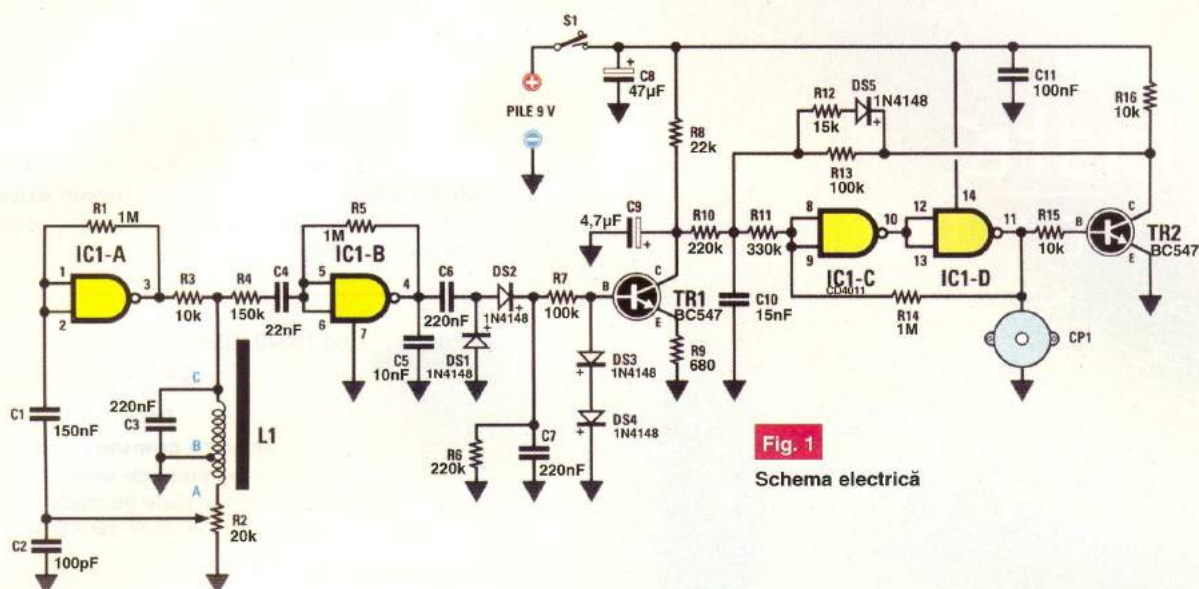 S1
C8
47µF
PILE 9 V
R8
22k
R12
15k
DS5
1N4148
R13
100k
C11
100nF
R16
10k
R1
1M
IC1-A
1
2
3
R3
10k
R4
150k
C4
22nF
R5
1M
IC1-B
5
6
4
7
C5
10nF
C6
220nF
DS1
1N4148
DS2
1N4148
R7
100k
4,7µF
C9
B
C
E
TR1
BC547
R9
680
R10
220k
R11
330k
C10
15nF
8
9
10
IC1-C
CD4011
12
13
14
11
IC1-D
R14
1M
R15
10k
B
C
E
TR2
BC547
CP1
C1
150nF
220nF
C3
C
B
A
L1
R2
20k
C2
100pF
R6
220k
C7
220nF
DS3
1N4148
DS4
1N4148
Fig. 1
Schema electrică